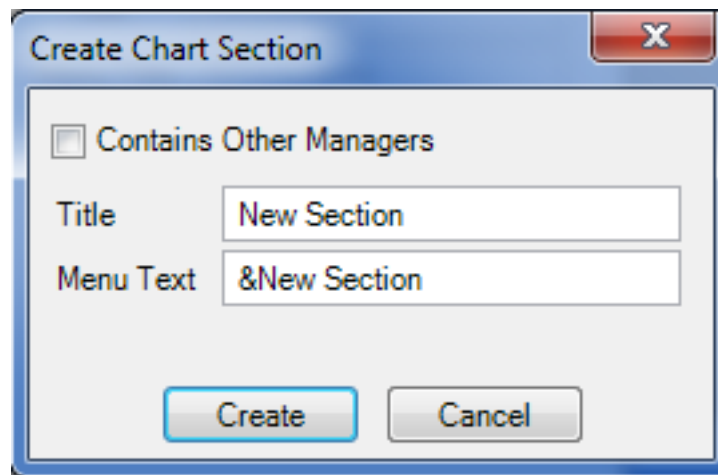 Create Chart Section
Contains Other Managers
Title New Section
Menu Text &New Section
Create Cancel